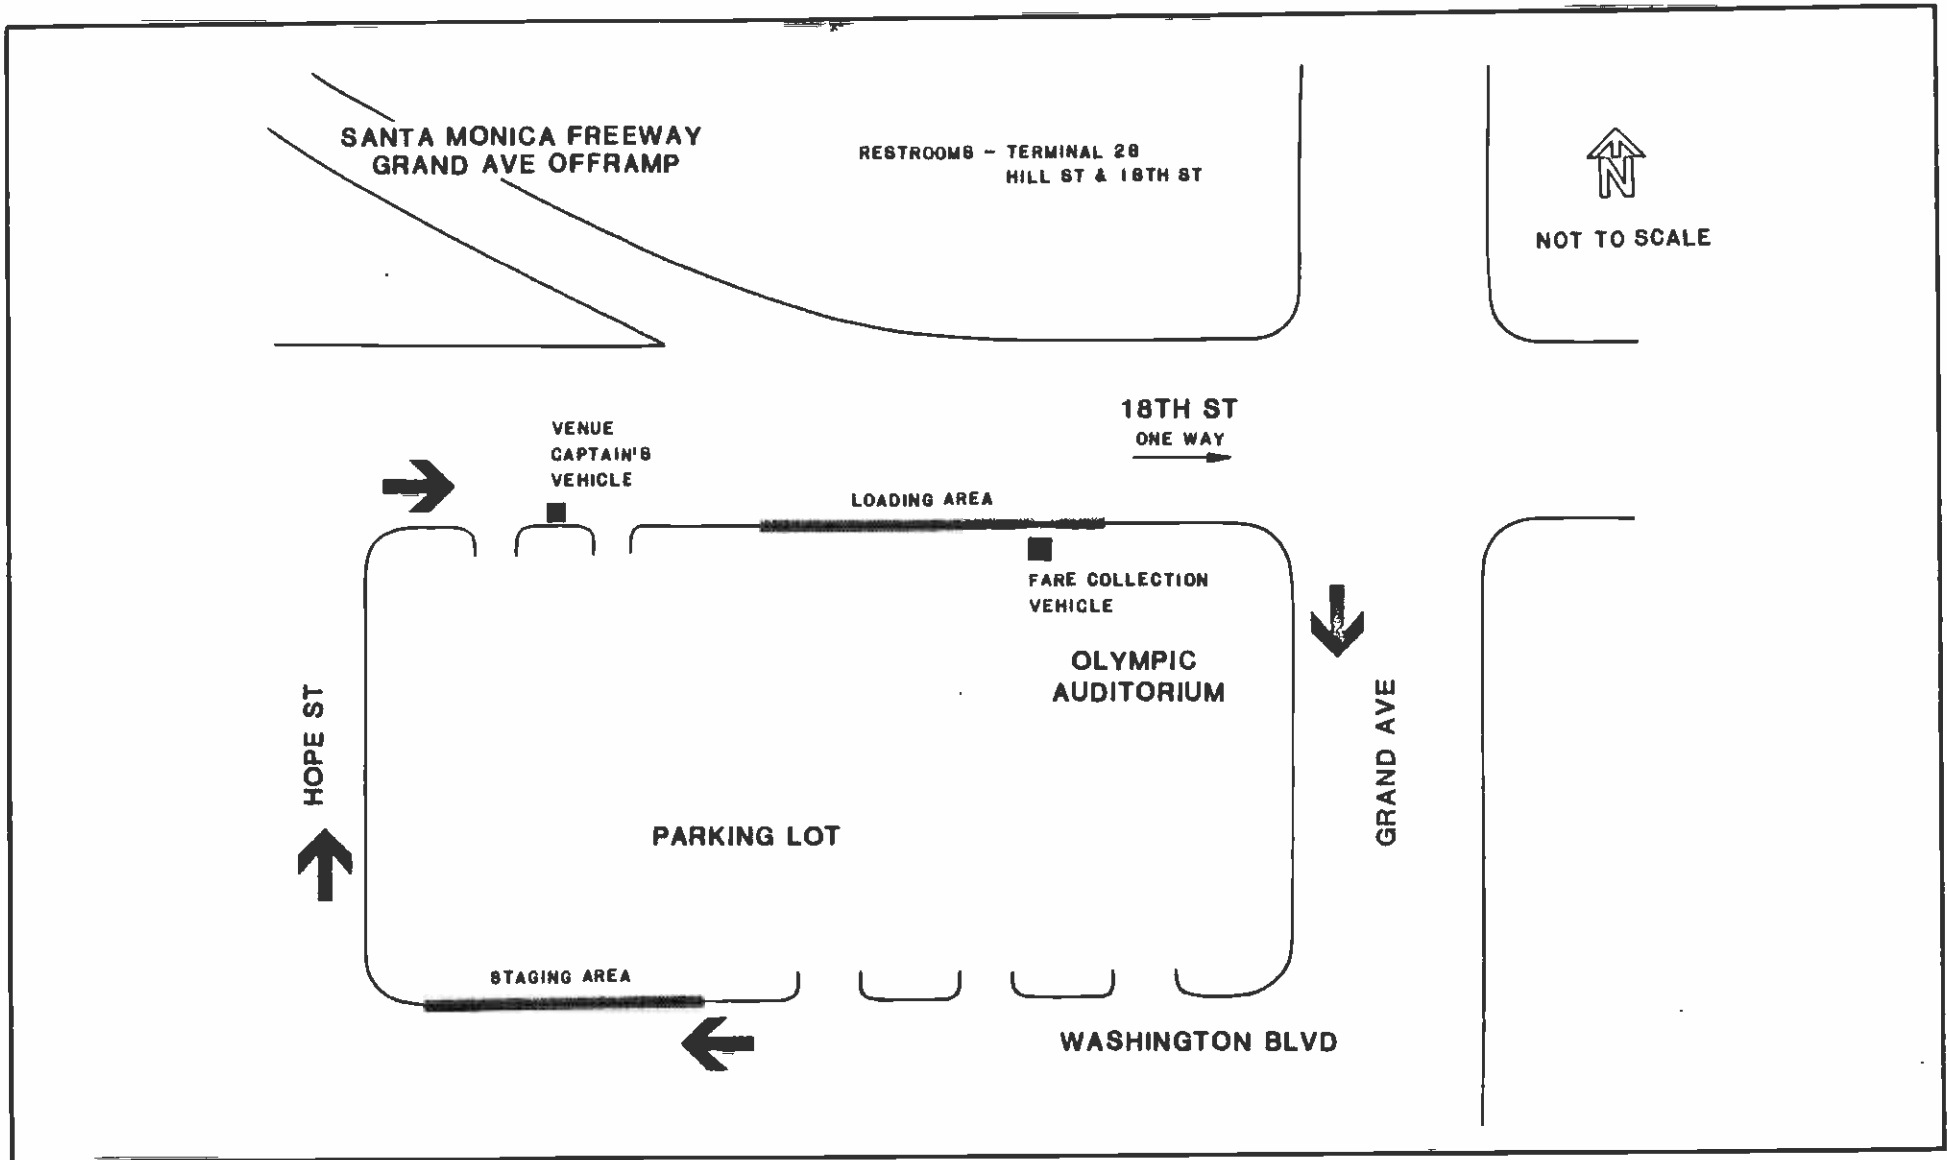 SANTA MONICA FREEWAY
GRAND AVE OFFRAMP
RESTROOMS - TERMINAL 28
HILL ST & 18TH ST
N
NOT TO SCALE
18TH ST
ONE WAY
VENUE
CAPTAIN'S
VEHICLE
LOADING AREA
FARE COLLECTION
VEHICLE
OLYMPIC
AUDITORIUM
HOPE ST
GRAND AVE
PARKING LOT
STAGING AREA
WASHINGTON BLVD